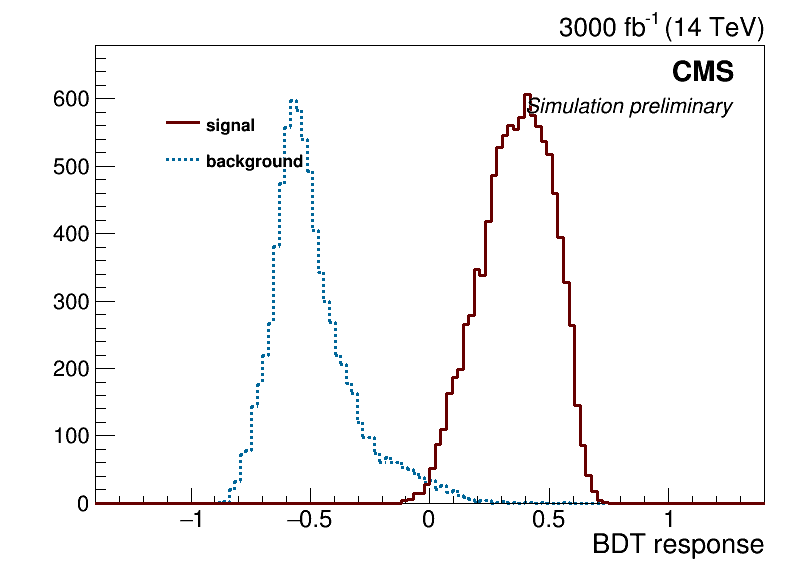 3000 fb-1 (14 TeV)
CMS
Simulation preliminary
signal
background
600
500
400
300
200
100
0
−1 −0.5 0 0.5 1
BDT response